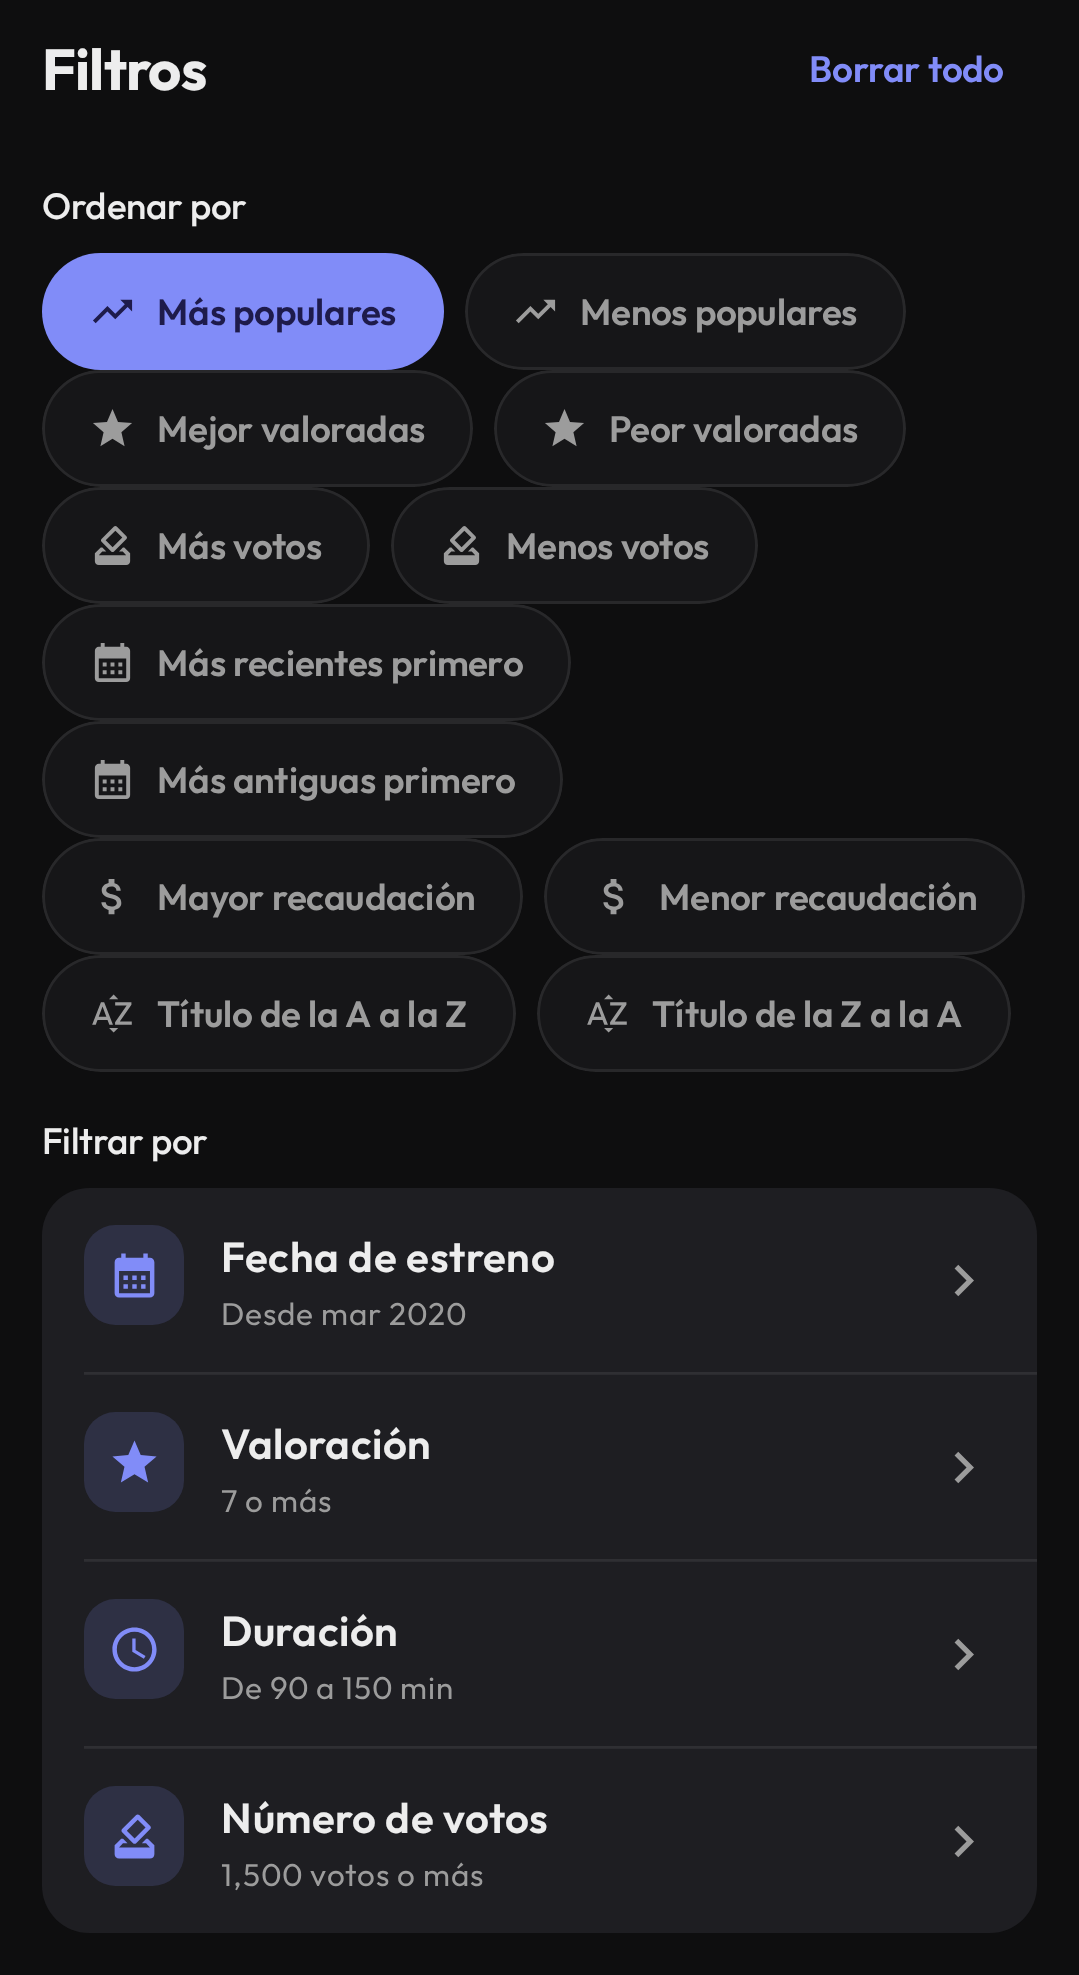 Filtros
Borrar todo
Ordenar por
Más populares
Menos populares
Mejor valoradas
Peor valoradas
Más votos
Menos votos
Más recientes primero
Más antiguas primero
$ Mayor recaudación
$ Menor recaudación
AZ Título de la A a la Z
AZ Título de la Z a la A
Filtrar por
Fecha de estreno
Desde mar 2020
Valoración
7 o más
Duración
De 90 a 150 min
Número de votos
1,500 votos o más